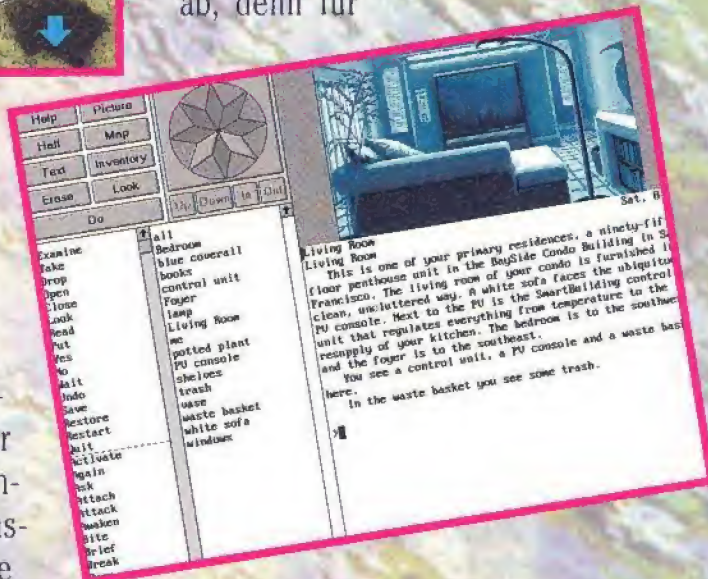 ab, denn für
Help Picture
Half Map
Text Inventory
Erase Look
Do
Up Down In Out
Examine
Take
Drop
Open
Close
Look
Read
Put
Yes
No
Wait
Undo
Save
Restore
Restart
Quit
Activate
Again
Ask
Attach
Attack
Awaken
Bite
Brief
Break
all
Bedroom
blue coverall
books
control unit
Foyer
lamp
Living Room
me
potted plant
PV console
shelves
trash
vase
waste basket
white sofa
windows
Sat,
Living Room
Living Room
This is one of your primary residences, a ninety-fif
floor penthouse unit in the BaySide Condo Building in S
Francisco. The living room of your condo is furnished i
clean, uncluttered way. A white sofa faces the ubiquitou
PV console. Next to the PV is the SmartBuilding control
unit that regulates everything from temperature to the
resupply of your kitchen. The bedroom is to the southwe
and the foyer is to the southeast.
You see a control unit, a PV console and a waste bas
here.
In the waste basket you see some trash.
>
r
n-
s-
e